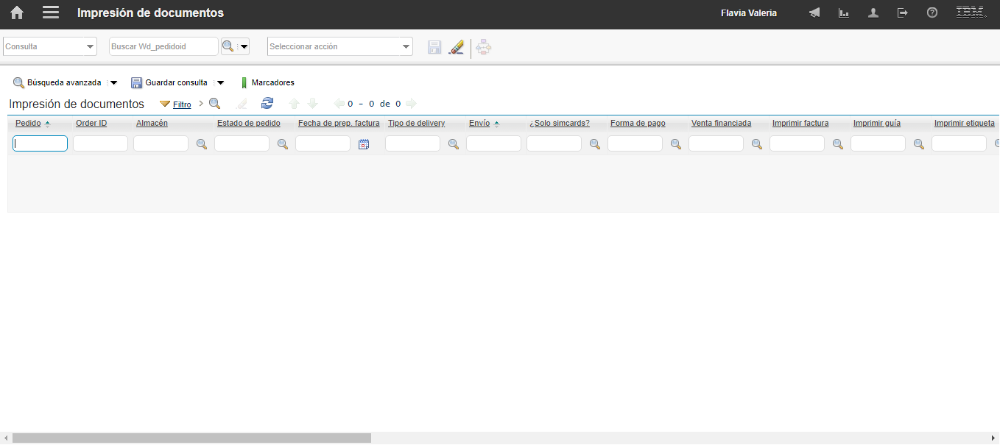 Impresión de documentos Flavia Valeria IBM.
Consulta Buscar Wd_pedidoid Seleccionar acción
Búsqueda avanzada Guardar consulta Marcadores
Impresión de documentos Filtro 0 - 0 de 0
Pedido Order ID Almacén Estado de pedido Fecha de prep. factura Tipo de delivery Envío ¿Solo simcards? Forma de pago Venta financiada Imprimir factura Imprimir guía Imprimir etiqueta